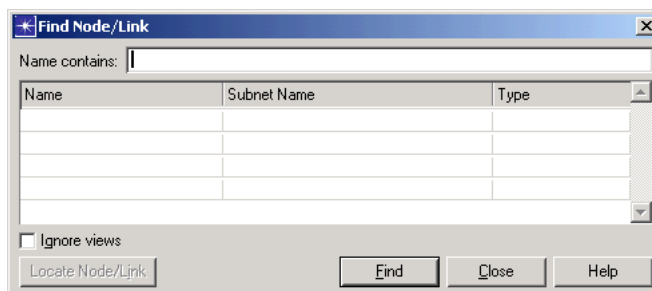 Find Node/Link
Name contains:
Name Subnet Name Type
Ignore views
Locate Node/Link Find Close Help